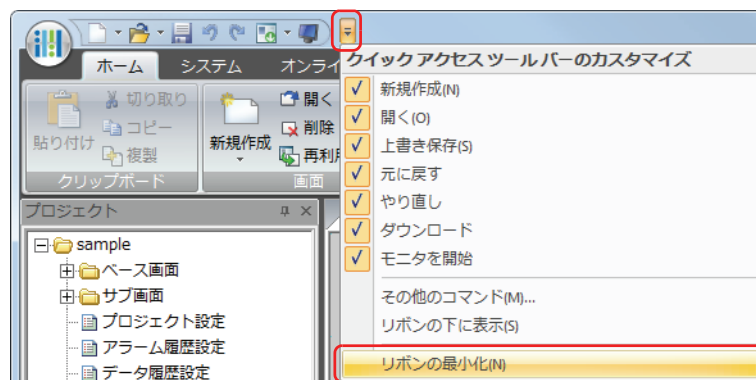 ホーム システム オンライ
クイック アクセス ツール バーのカスタマイズ
新規作成(N)
開く(O)
上書き保存(S)
元に戻す
やり直し
ダウンロード
モニタを開始
その他のコマンド(M)...
リボンの下に表示(S)
リボンの最小化(N)
貼り付け
切り取り
コピー
複製
クリップボード
新規作成
開く
削除
再利用
画面
プロジェクト
sample
ベース画面
サブ画面
プロジェクト設定
アラーム履歴設定
データ履歴設定